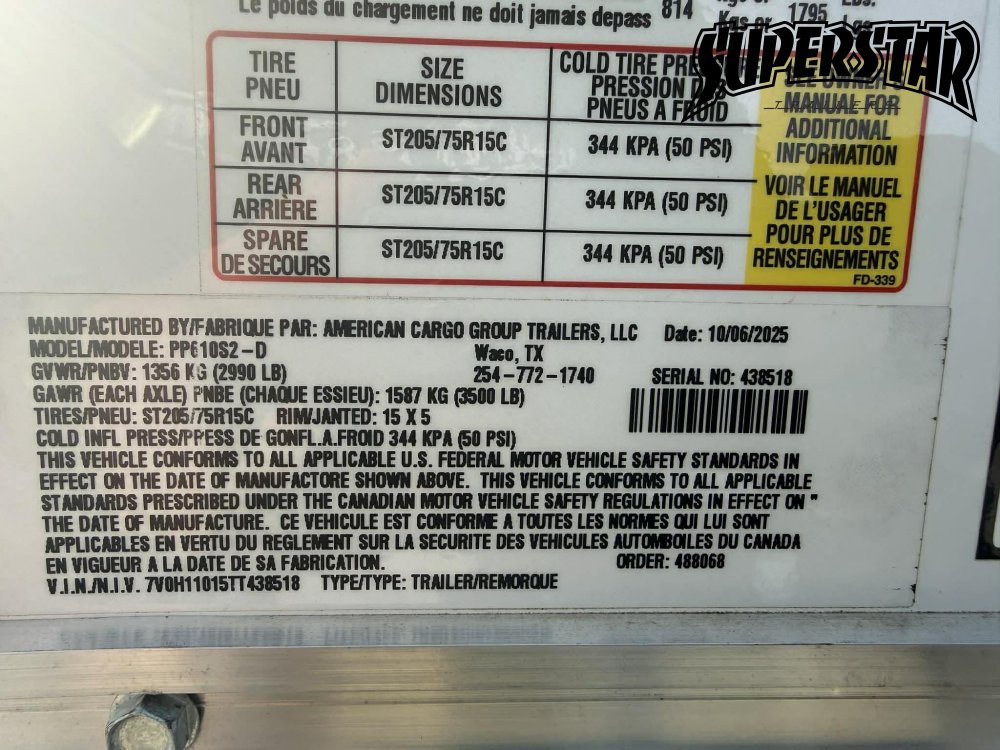 Le poids du chargement ne doit jamais depass 814 Kgs or 1795 Lbs.
SUPERSTAR
TIRE PNEU SIZE DIMENSIONS COLD TIRE PRESSURE
PRESSION DES
PNEUS A FROID
FRONT AVANT ST205/75R15C 344 KPA (50 PSI)
REAR ARRIÈRE ST205/75R15C 344 KPA (50 PSI)
SPARE DE SECOURS ST205/75R15C 344 KPA (50 PSI)
SEE OWNER'S
MANUAL FOR
ADDITIONAL
INFORMATION
VOIR LE MANUEL
DE L'USAGER
POUR PLUS DE
RENSEIGNEMENTS
FD-339
MANUFACTURED BY/FABRIQUE PAR: AMERICAN CARGO GROUP TRAILERS, LLC Date: 10/06/2025
MODEL/MODELE: PP610S2-D Waco, TX
GVWR/PNBV: 1356 KG (2990 LB) 254-772-1740 SERIAL NO: 438518
GAWR (EACH AXLE) PNBE (CHAQUE ESSIEU): 1587 KG (3500 LB)
TIRES/PNEU: ST205/75R15C RIM/JANTED: 15 X 5
COLD INFL PRESS/PRESS DE GONFL.A.FROID 344 KPA (50 PSI)
THIS VEHICLE CONFORMS TO ALL APPLICABLE U.S. FEDERAL MOTOR VEHICLE SAFETY STANDARDS IN
EFFECT ON THE DATE OF MANUFACTORE SHOWN ABOVE. THIS VEHICLE CONFORMS TO ALL APPLICABLE
STANDARDS PRESCRIBED UNDER THE CANADIAN MOTOR VEHICLE SAFETY REGULATIONS IN EFFECT ON "
THE DATE OF MANUFACTURE. CE VEHICULE EST CONFORME A TOUTES LES NORMES QUI LUI SONT
APPLICABLES EN VERTU DU REGLEMENT SUR LA SECURITE DES VEHICULES AUTOMBOILES DU CANADA
EN VIGUEUR A LA DATE DE SA FABRICATION. ORDER: 488068
V.I.N./N.I.V. 7V0H11015TT438518 TYPE/TYPE: TRAILER/REMORQUE